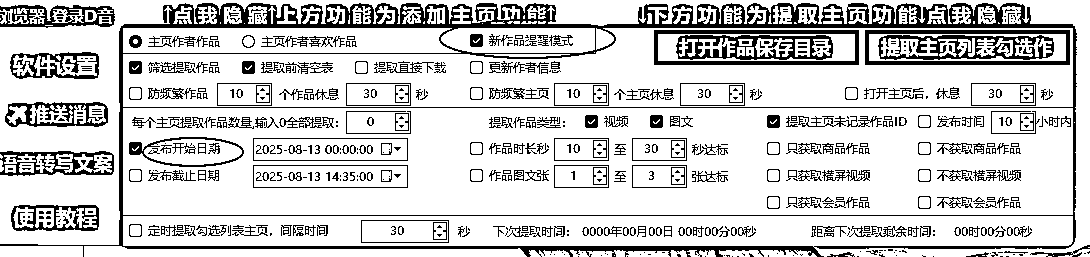 浏览器_登录D音 ↑点我隐藏↑上方功能为添加主页功能↑ ↓下方功能为提取主页功能↓点我隐藏↓
主页作者作品 主页作者喜欢作品 新作品提醒模式 打开作品保存目录 提取主页列表勾选作
软件设置
筛选提取作品 提取前清空表 提取直接下载 更新作者信息
防频繁作品 10 个作品休息 30 秒 防频繁主页 10 个主页休息 30 秒 打开主页后,休息 30 秒
推送消息
每个主页提取作品数量,输入0全部提取: 0 提取作品类型: 视频 图文 提取主页未记录作品ID 发布时间 10 小时内
发布开始日期 2025-08-13 00:00:00 作品时长秒 10 至 30 秒达标 只获取商品作品 不获取商品作品
语音转写文案
发布截止日期 2025-08-13 14:35:00 作品图文张 1 至 3 张达标 只获取横屏视频 不获取横屏视频
只获取会员作品 不获取会员作品
使用教程
定时提取勾选列表主页,间隔时间 30 秒 下次提取时间: 0000年00月00日 00时00分00秒 距离下次提取剩余时间: 00时00分00秒